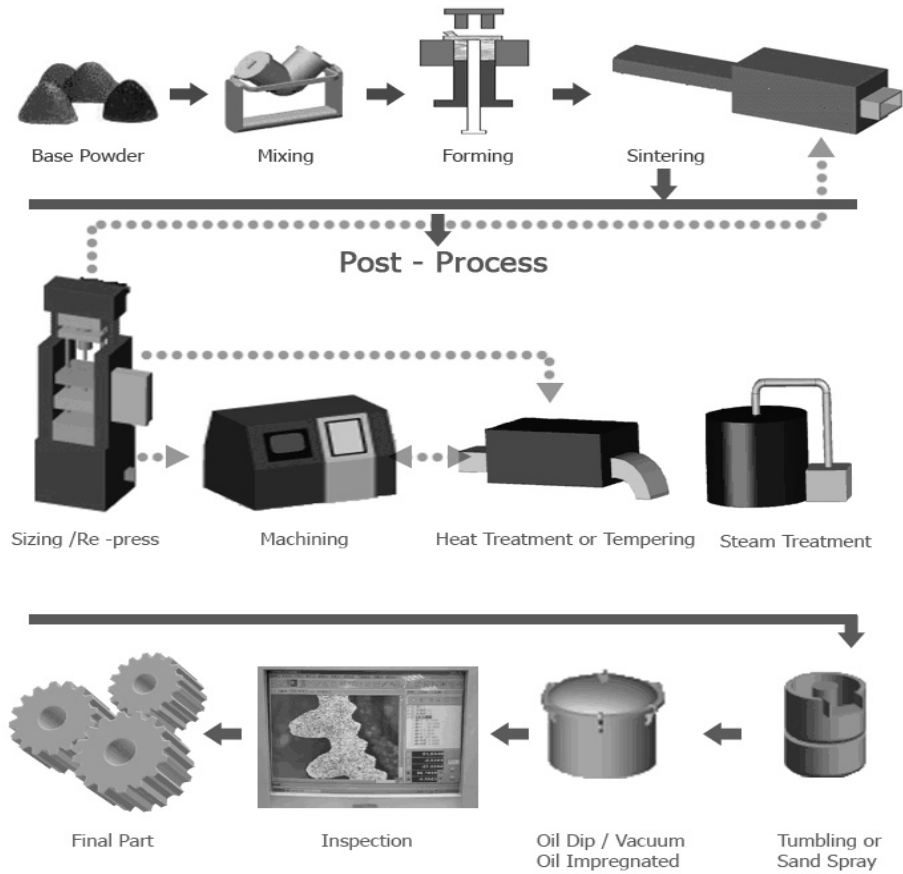 Base Powder
Mixing
Forming
Sintering
Post - Process
Sizing /Re -press
Machining
Heat Treatment or Tempering
Steam Treatment
Final Part
Inspection
Oil Dip / Vacuum
Oil Impregnated
Tumbling or
Sand Spray